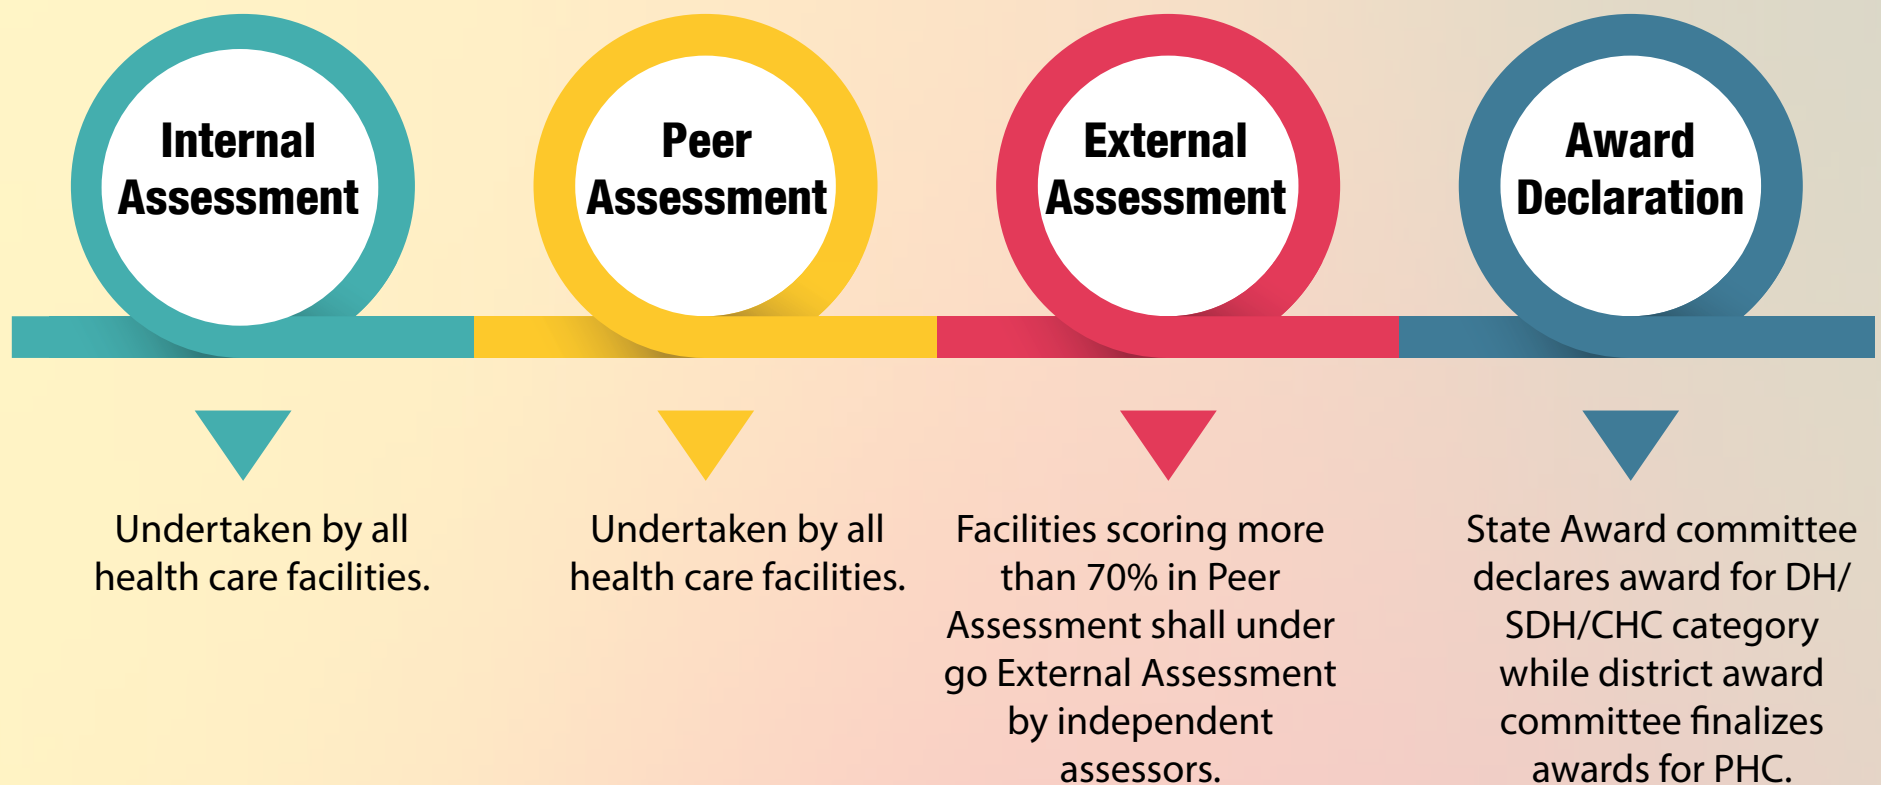 Internal
Assessment
Peer
Assessment
External
Assessment
Award
Declaration
Undertaken by all
health care facilities.
Undertaken by all
health care facilities.
Facilities scoring more
than 70% in Peer
Assessment shall under
go External Assessment
by independent
assessors.
State Award committee
declares award for DH/
SDH/CHC category
while district award
committee finalizes
awards for PHC.